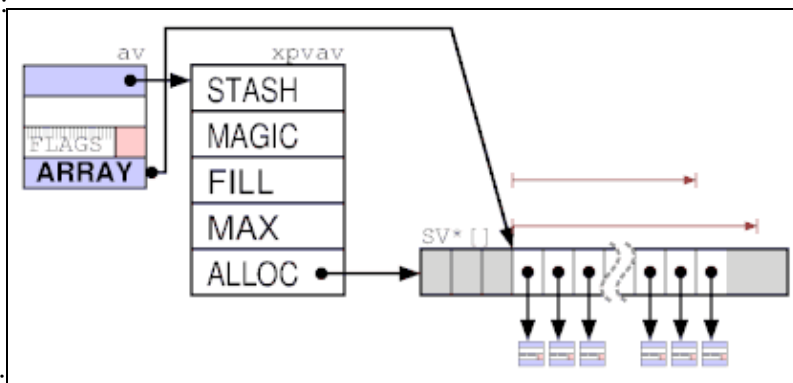 av
xpvav
STASH
MAGIC
FLAGS
ARRAY
FILL
MAX
SV*[]
ALLOC